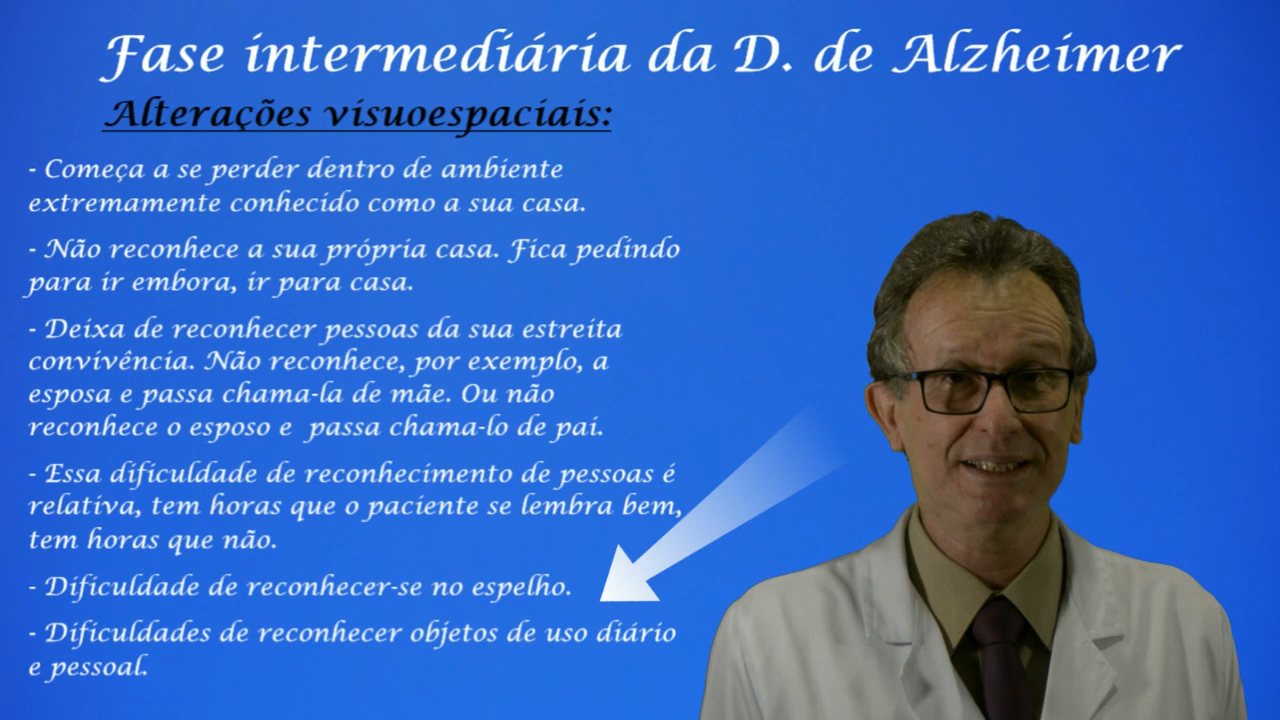 Fase intermediária da D. de Alzheimer
Alterações visuoespaciais:
- Começa a se perder dentro de ambiente
extremamente conhecido como a sua casa.
- Não reconhece a sua própria casa. Fica pedindo
para ir embora, ir para casa.
- Deixa de reconhecer pessoas da sua estreita
convivência. Não reconhece, por exemplo, a
esposa e passa chama-la de mãe. Ou não
reconhece o esposo e  passa chama-lo de pai.
- Essa dificuldade de reconhecimento de pessoas é
relativa, tem horas que o paciente se lembra bem,
tem horas que não.
- Dificuldade de reconhecer-se no espelho.
- Dificuldades de reconhecer objetos de uso diário
e pessoal.